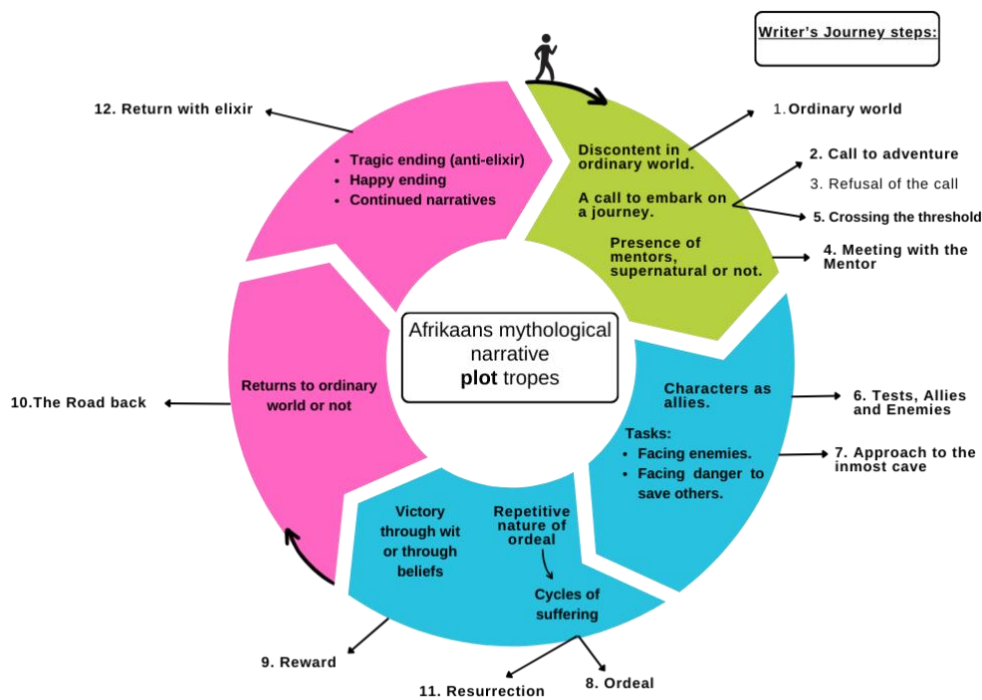 Writer's Journey steps:
12. Return with elixir
1. Ordinary world
Discontent in
ordinary world.
2. Call to adventure
3. Refusal of the call
A call to embark on
a journey.
5. Crossing the threshold
Presence of
mentors,
supernatural or not.
4. Meeting with the
Mentor
• Tragic ending (anti-elixir)
• Happy ending
• Continued narratives
Afrikaans mythological
narrative
plot tropes
Characters as
allies.
6. Tests, Allies
and Enemies
Tasks:
• Facing enemies.
• Facing danger to
save others.
7. Approach to the
inmost cave
Returns to ordinary
world or not
10.The Road back
Victory
through wit
or through
beliefs
Repetitive
nature of
ordeal
Cycles of
suffering
9. Reward
11. Resurrection
8. Ordeal